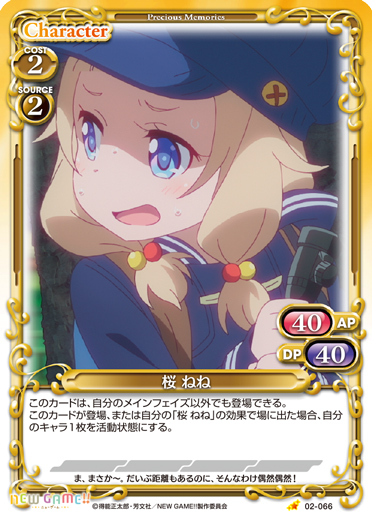 Precious Memories
Character
COST
2
SOURCE
2
40 AP
DP 40
桜 ねね
このカードは、自分のメインフェイズ以外でも登場できる。
このカードが登場、または自分の「桜 ねね」の効果で場に出た場合、自分
のキャラ1枚を活動状態にする。
ま、まさか～。だいぶ距離もあるのに、そんなわけ偶然偶然！
NEW GAME!!
©得能正太郎・芳文社／NEW GAME!!製作委員会
02-066